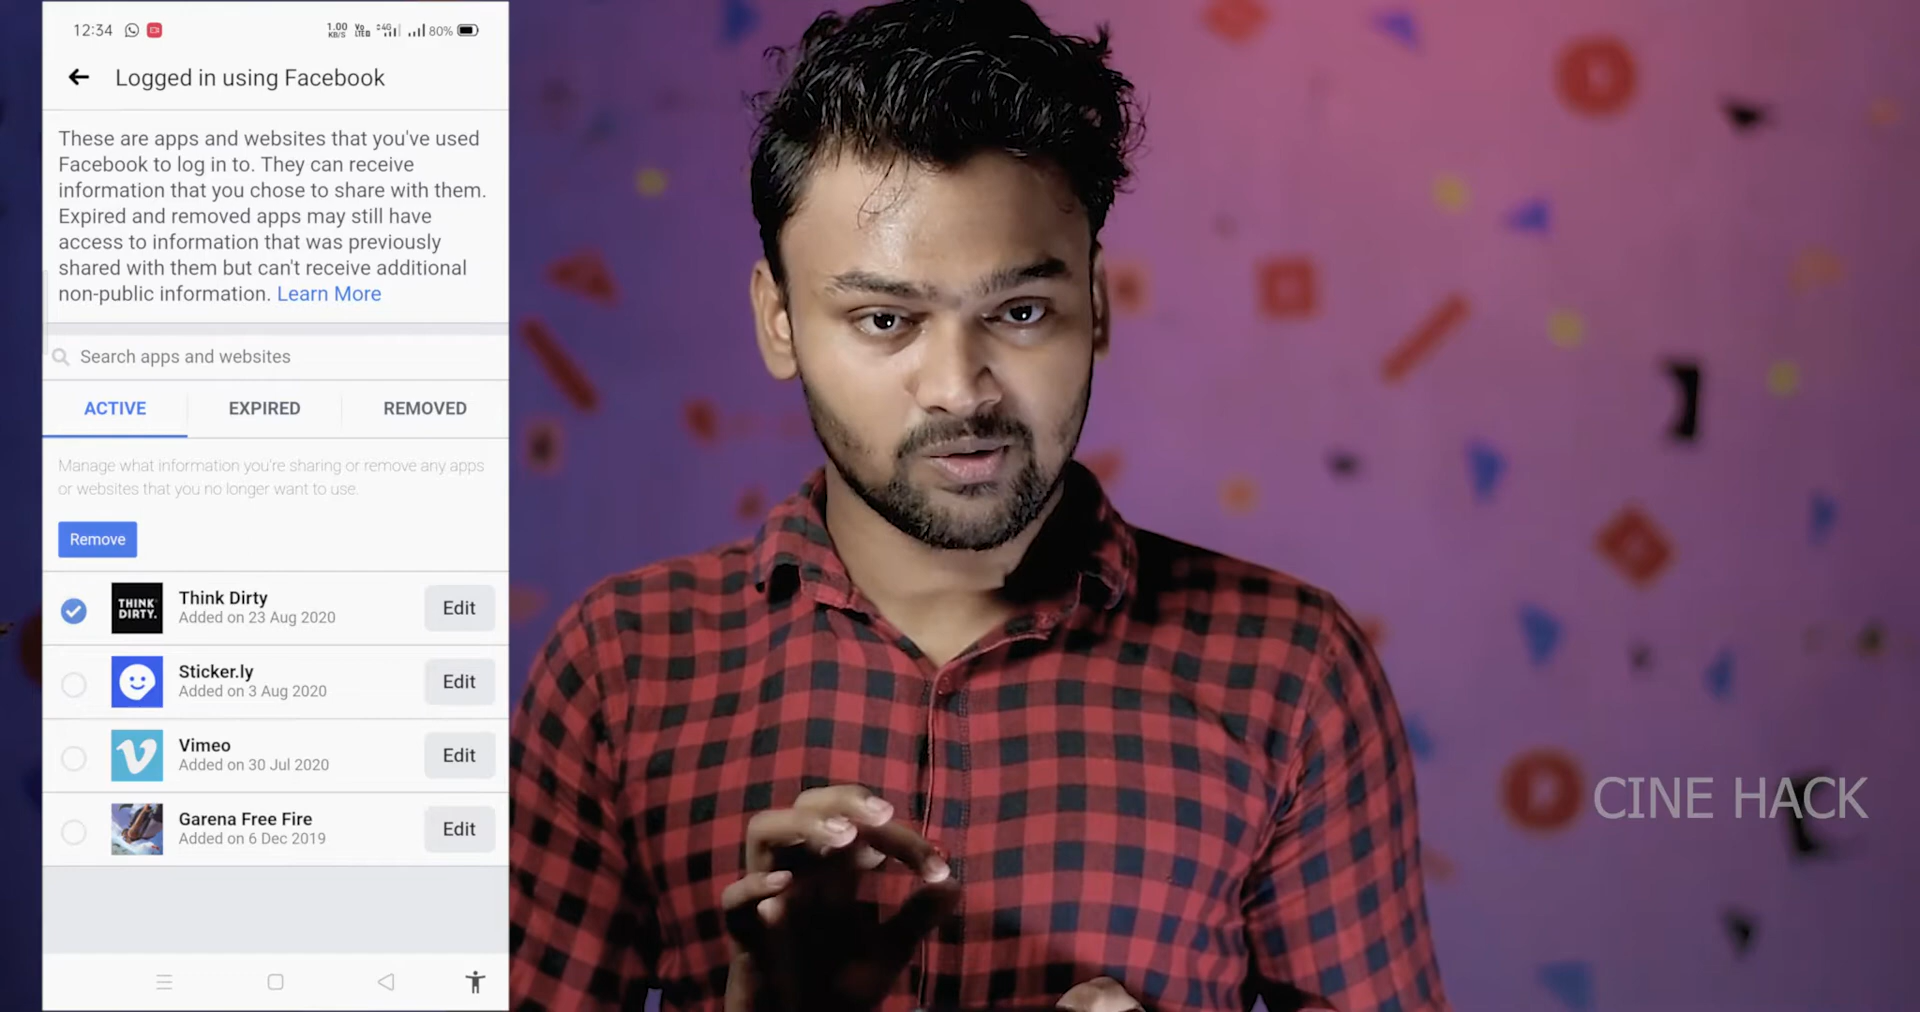 12:34
1.00 KB/S
Vo LTE
4G
80%
Logged in using Facebook
These are apps and websites that you've used
Facebook to log in to. They can receive
information that you chose to share with them.
Expired and removed apps may still have
access to information that was previously
shared with them but can't receive additional
non-public information. Learn More
Search apps and websites
ACTIVE
EXPIRED
REMOVED
Manage what information you're sharing or remove any apps
or websites that you no longer want to use.
Remove
THINK
DIRTY.
Think Dirty
Added on 23 Aug 2020
Edit
Sticker.ly
Added on 3 Aug 2020
Edit
Vimeo
Added on 30 Jul 2020
Edit
Garena Free Fire
Added on 6 Dec 2019
Edit
CINE HACK